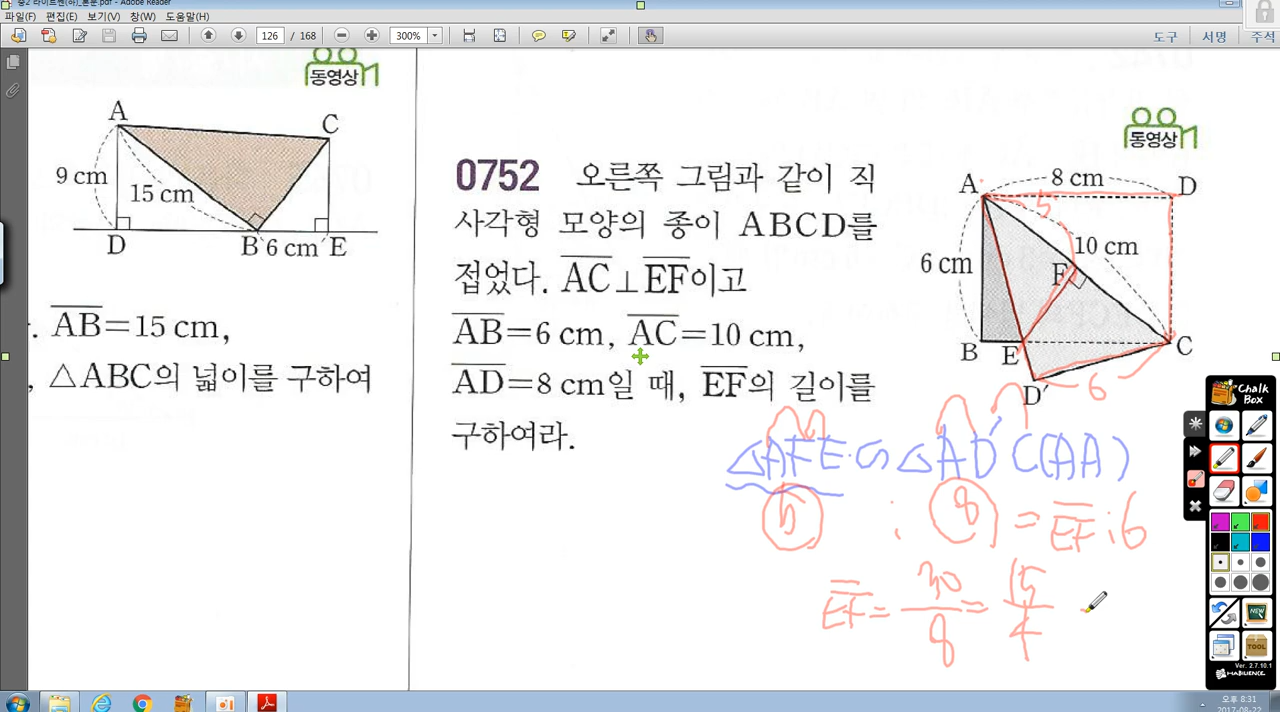 중2 라이트쎈(하)_본문.pdf - Adobe Reader
파일(F) 편집(E) 보기(V) 창(W) 도움말(H)
126 / 168 300% 도구 서명 주석
동영상
A
C
9 cm
15 cm
D B 6 cm E
AB=15 cm,
, △ABC의 넓이를 구하여
동영상
0752 오른쪽 그림과 같이 직
사각형 모양의 종이 ABCD를
접었다. AC⊥EF이고
AB=6 cm, AC=10 cm,
AD=8 cm일 때, EF의 길이를
구하여라.
A 8 cm D
5
10 cm
6 cm F
B E C
D′ 6
△AFE∽△AD′C(AA)
5 : 8 = EF : 6
EF = 30/8 = 15/4
Chalk Box
NEW
TOOL
Ver. 2.7.10.1
HABILIENCE
오후 8:31
2017-08-22